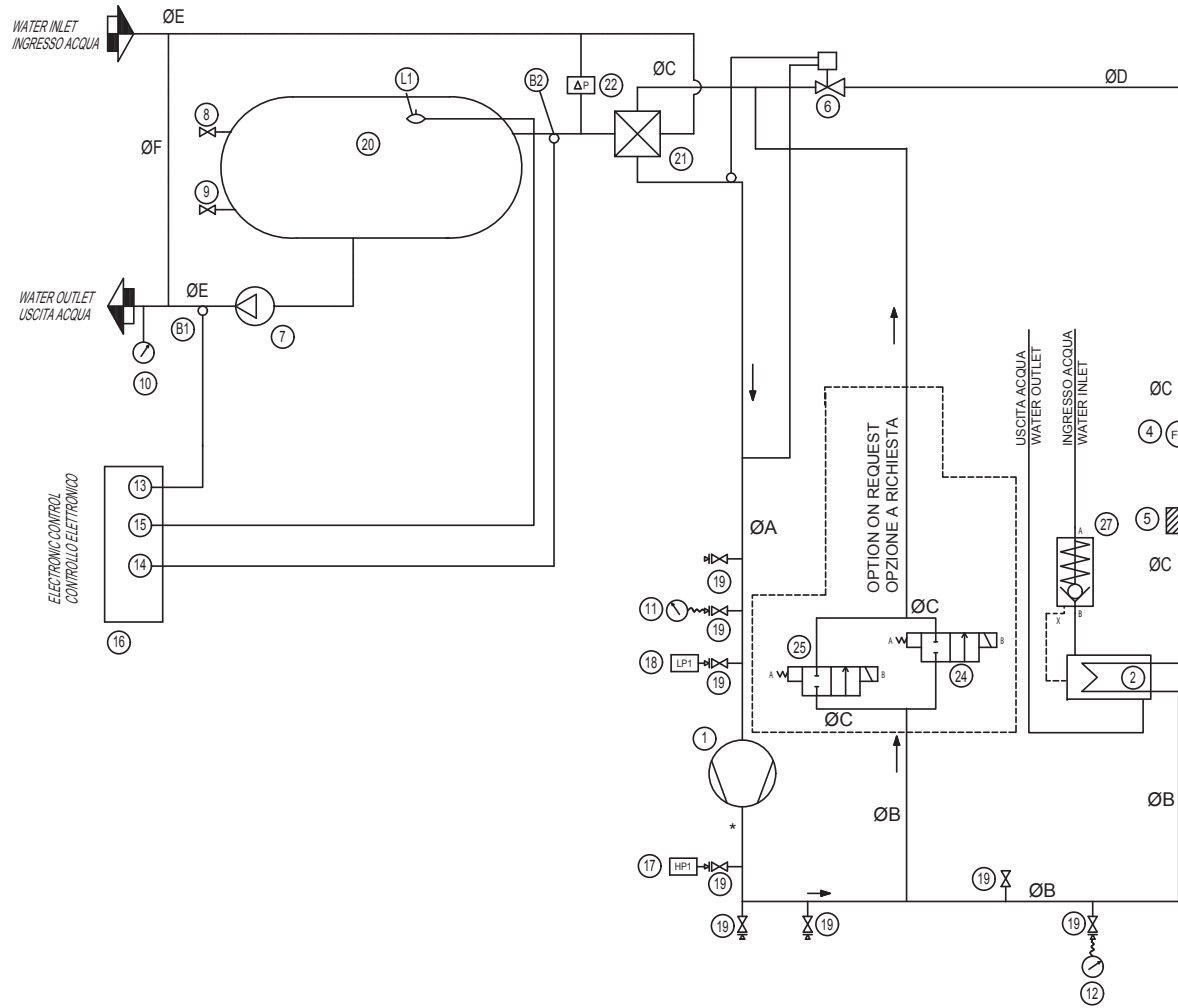 WATER INLET
INGRESSO ACQUA
ØE
L1
B2
ΔP
22
ØC
6
ØD
8
20
21
ØF
9
WATER OUTLET
USCITA ACQUA
ØE
B1
7
10
ELECTRONIC CONTROL
CONTROLLO ELETTRONICO
13
15
14
16
USCITA ACQUA
WATER OUTLET
INGRESSO ACQUA
WATER INLET
ØC
4
F
27
A
5
ØC
X
B
2
OPTION ON REQUEST
OPZIONE A RICHIESTA
ØA
19
11
19
18
LP1
19
ØC
25
A
B
24
A
B
ØC
1
*
ØB
ØB
17
HP1
19
19
19
19
ØB
19
12